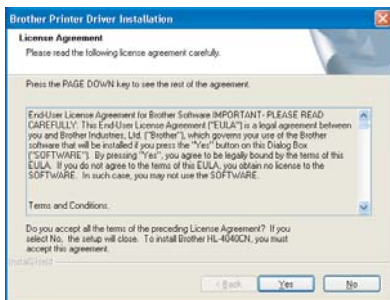 Brother Printer Driver Installation
License Agreement
Please read the following license agreement carefully.
Press the PAGE DOWN key to see the rest of the agreement.
End-User License Agreement for Brother Software IMPORTANT- PLEASE READ
CAREFULLY: This End-User License Agreement ("EULA") is a legal agreement between
you and Brother Industries, Ltd. ("Brother"), which governs your use of the Brother
software that will be installed if you press the "Yes" button on this Dialog Box
("SOFTWARE"). By pressing "Yes", you agree to be legally bound by the terms of this
EULA. If you do not agree to the terms of this EULA, you obtain no license to the
SOFTWARE. In such case, you may not use the SOFTWARE.
Terms and Conditions.
Do you accept all the terms of the preceding License Agreement? If you
select No, the setup will close. To install Brother HL-4040CN, you must
accept this agreement.
InstallShield
< Back Yes No